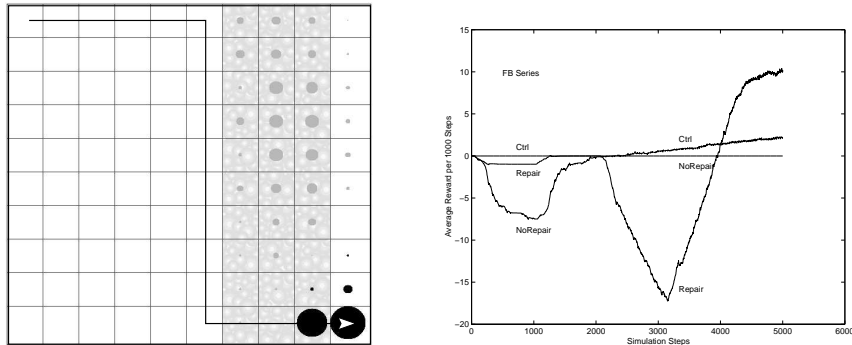 15
10
5
0
−5
−10
−15
−20
0
1000
2000
3000
4000
5000
6000
Average Reward per 1000 Steps
Simulation Steps
FB Series
Ctrl
Repair
NoRepair
Ctrl
NoRepair
Repair